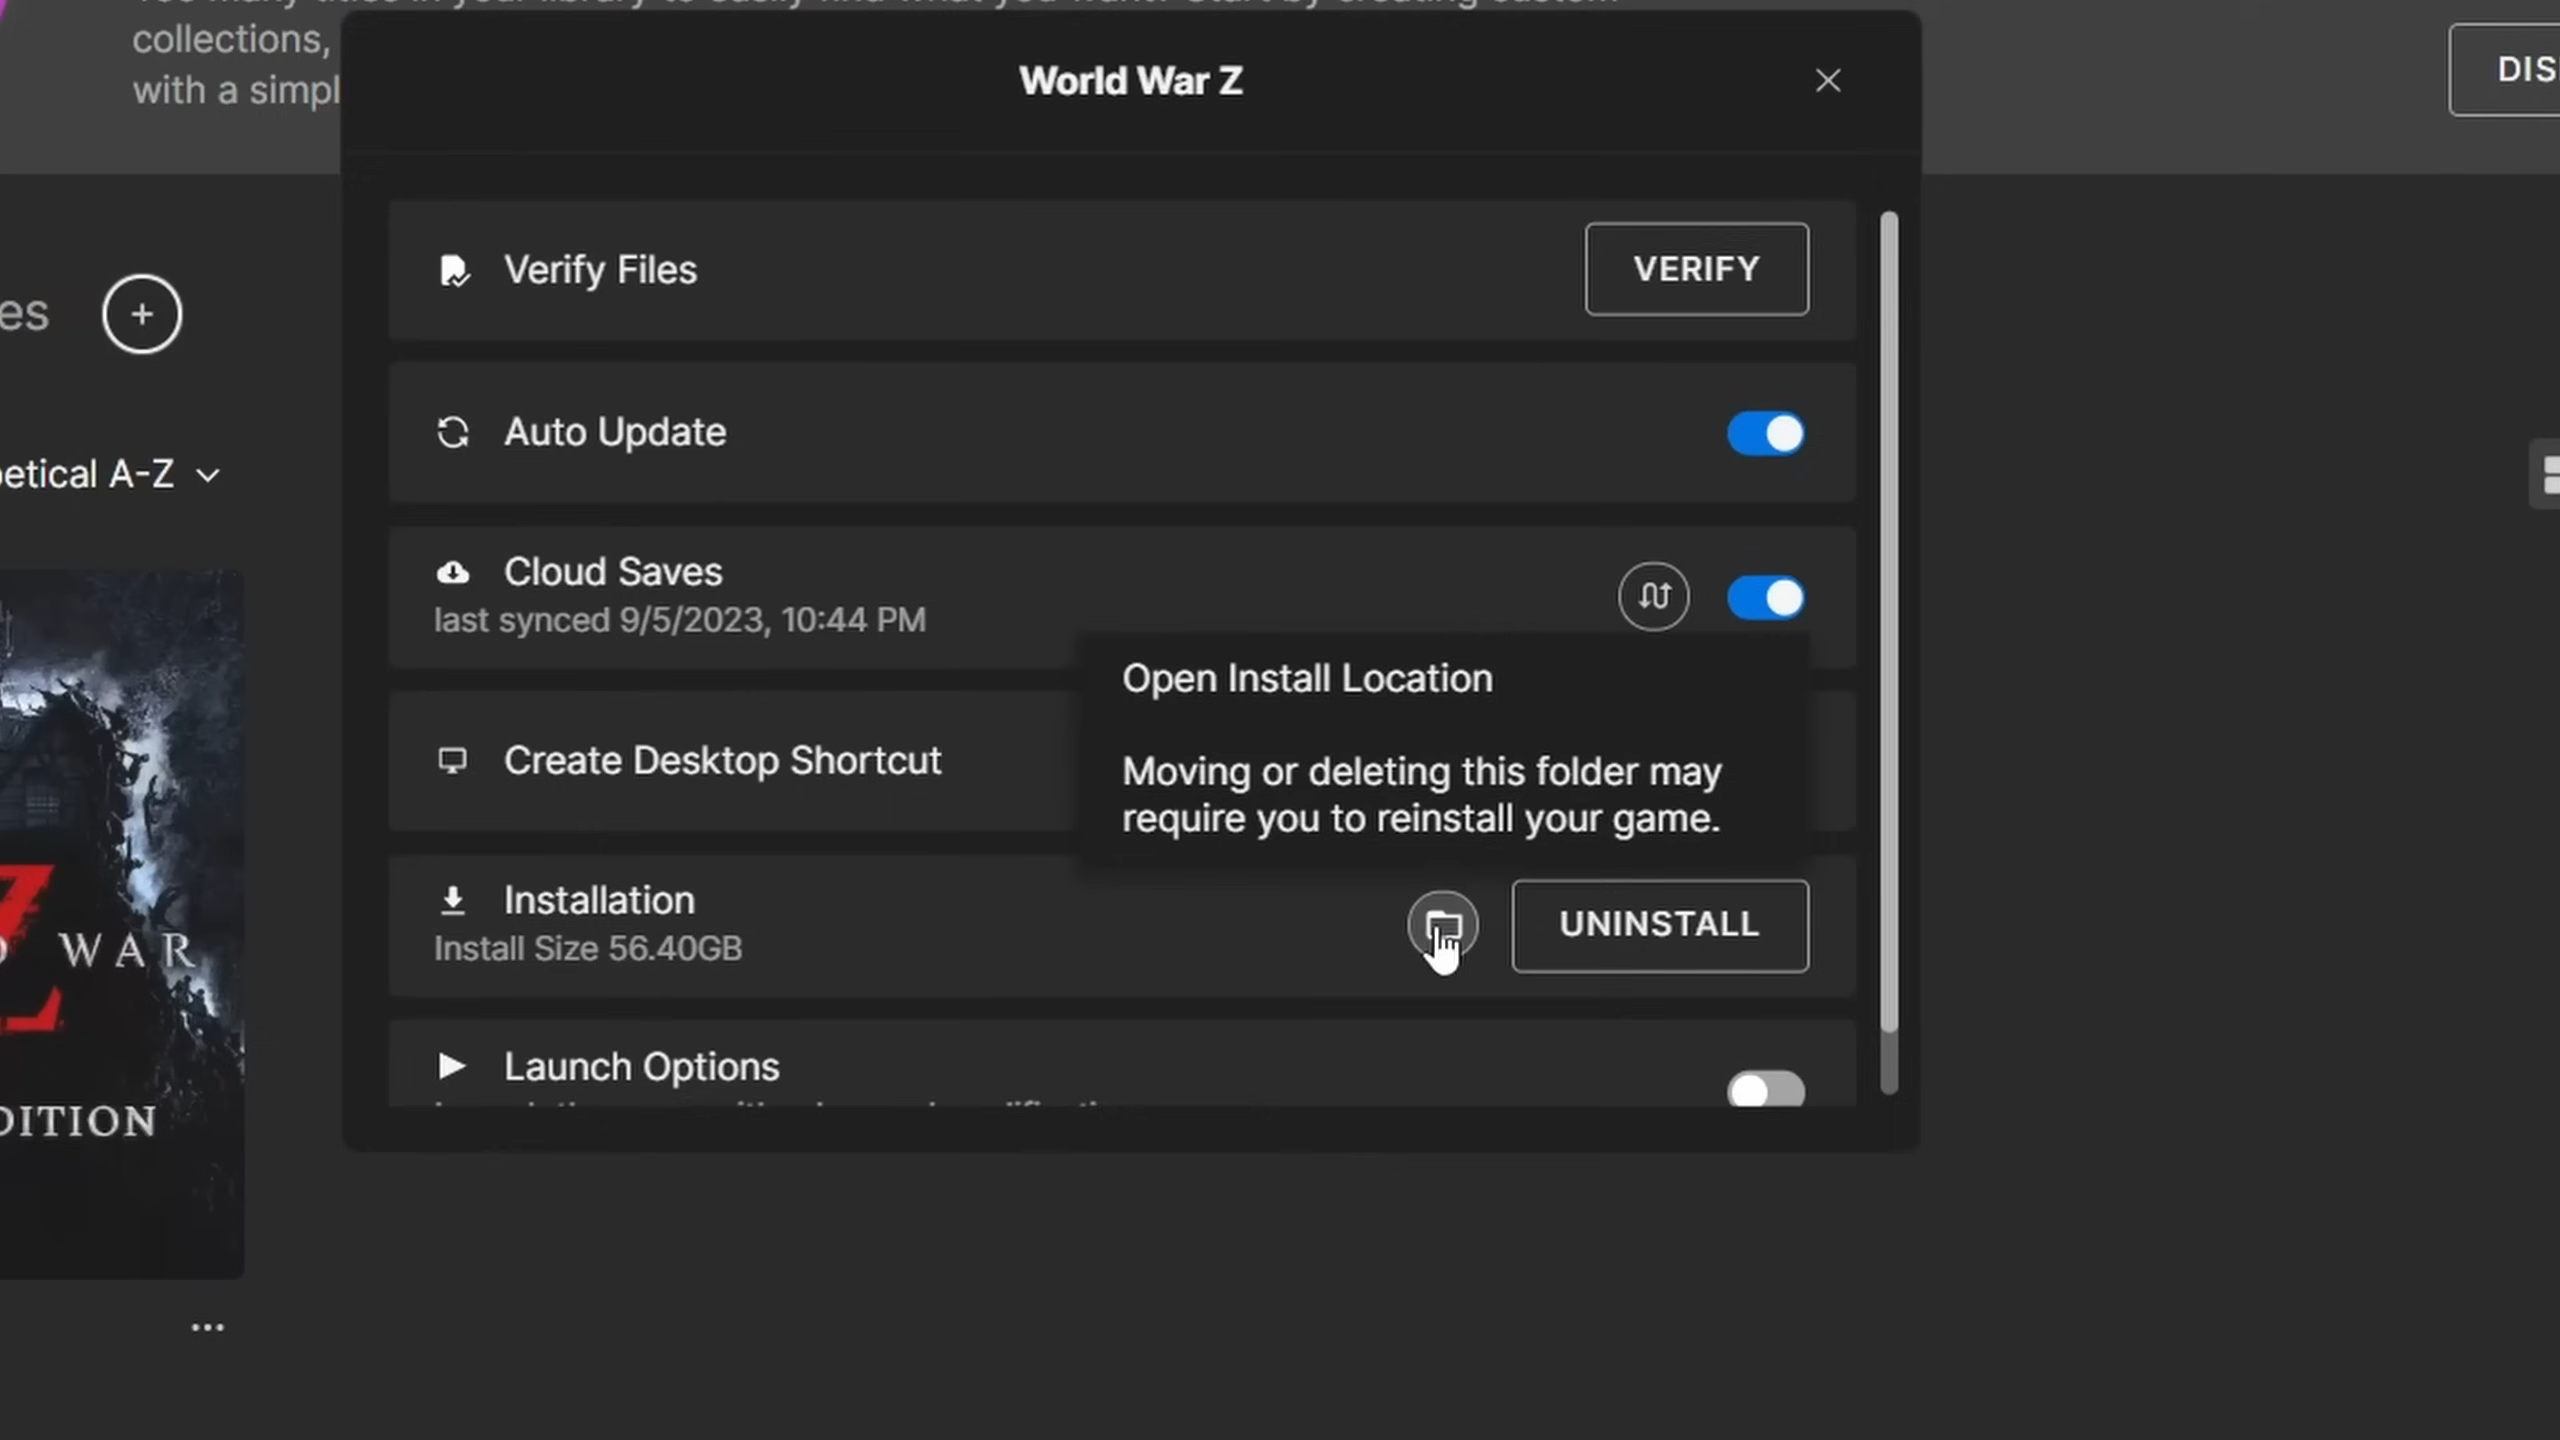 collections,
with a simpl
DIS
World War Z
Verify Files
VERIFY
es
Auto Update
etical A-Z
Cloud Saves
last synced 9/5/2023, 10:44 PM
Open Install Location
Create Desktop Shortcut
Moving or deleting this folder may
require you to reinstall your game.
Installation
Install Size 56.40GB
UNINSTALL
Z
WAR
Launch Options
DITION